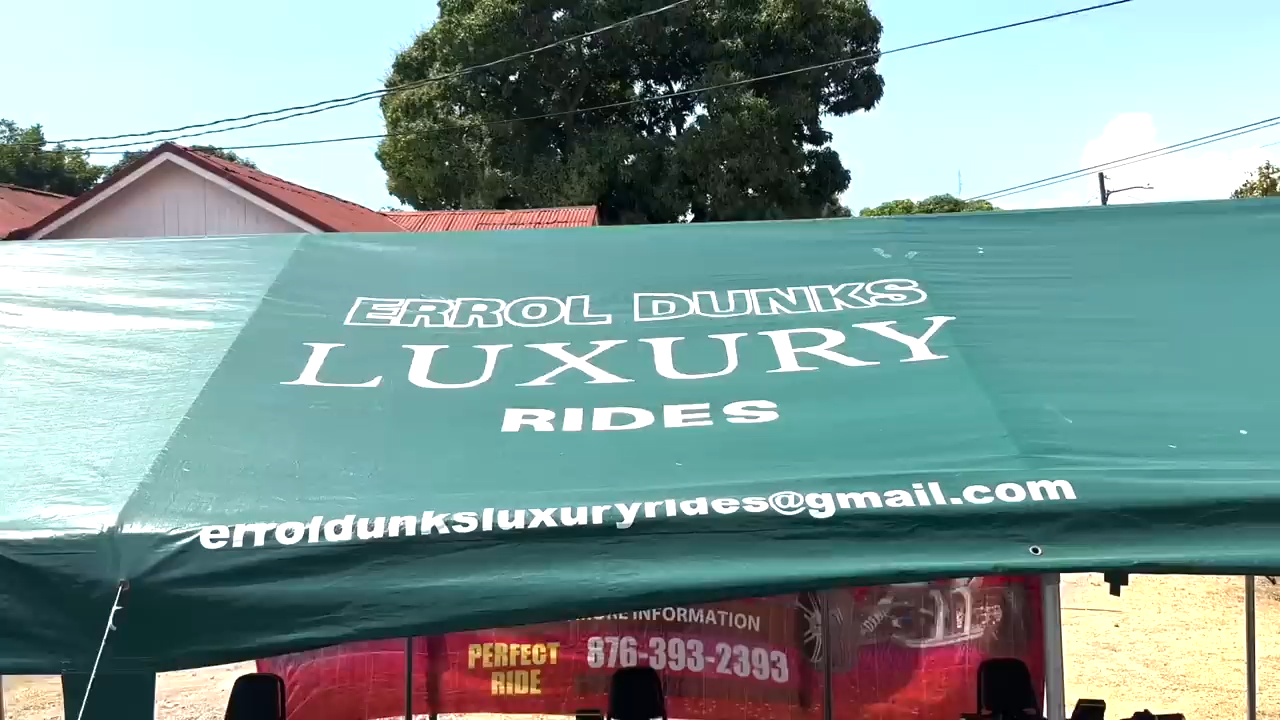 ERROL DUNKS
LUXURY
RIDES
erroldunksluxuryrides@gmail.com
MORE INFORMATION
PERFECT
RIDE
876-393-2393